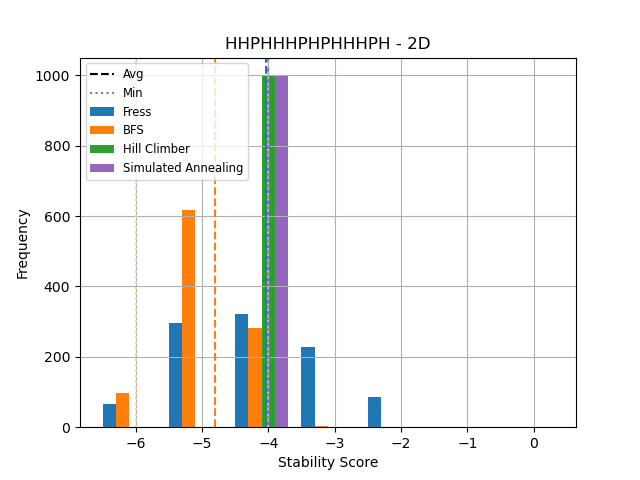 HHPHHHPHPHHHPH - 2D
Avg
Min
Fress
BFS
Hill Climber
Simulated Annealing
1000
800
600
400
200
0
Frequency
−6 −5 −4 −3 −2 −1 0
Stability Score